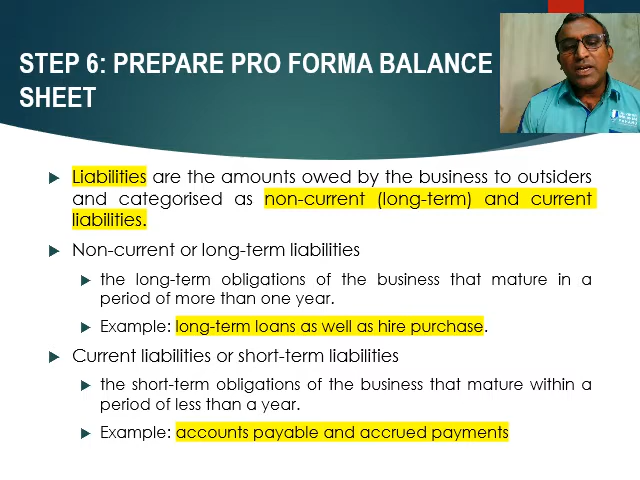 STEP 6: PREPARE PRO FORMA BALANCE
SHEET
Liabilities are the amounts owed by the business to outsiders
and categorised as non-current (long-term) and current
liabilities.
Non-current or long-term liabilities
the long-term obligations of the business that mature in a
period of more than one year.
Example: long-term loans as well as hire purchase.
Current liabilities or short-term liabilities
the short-term obligations of the business that mature within a
period of less than a year.
Example: accounts payable and accrued payments